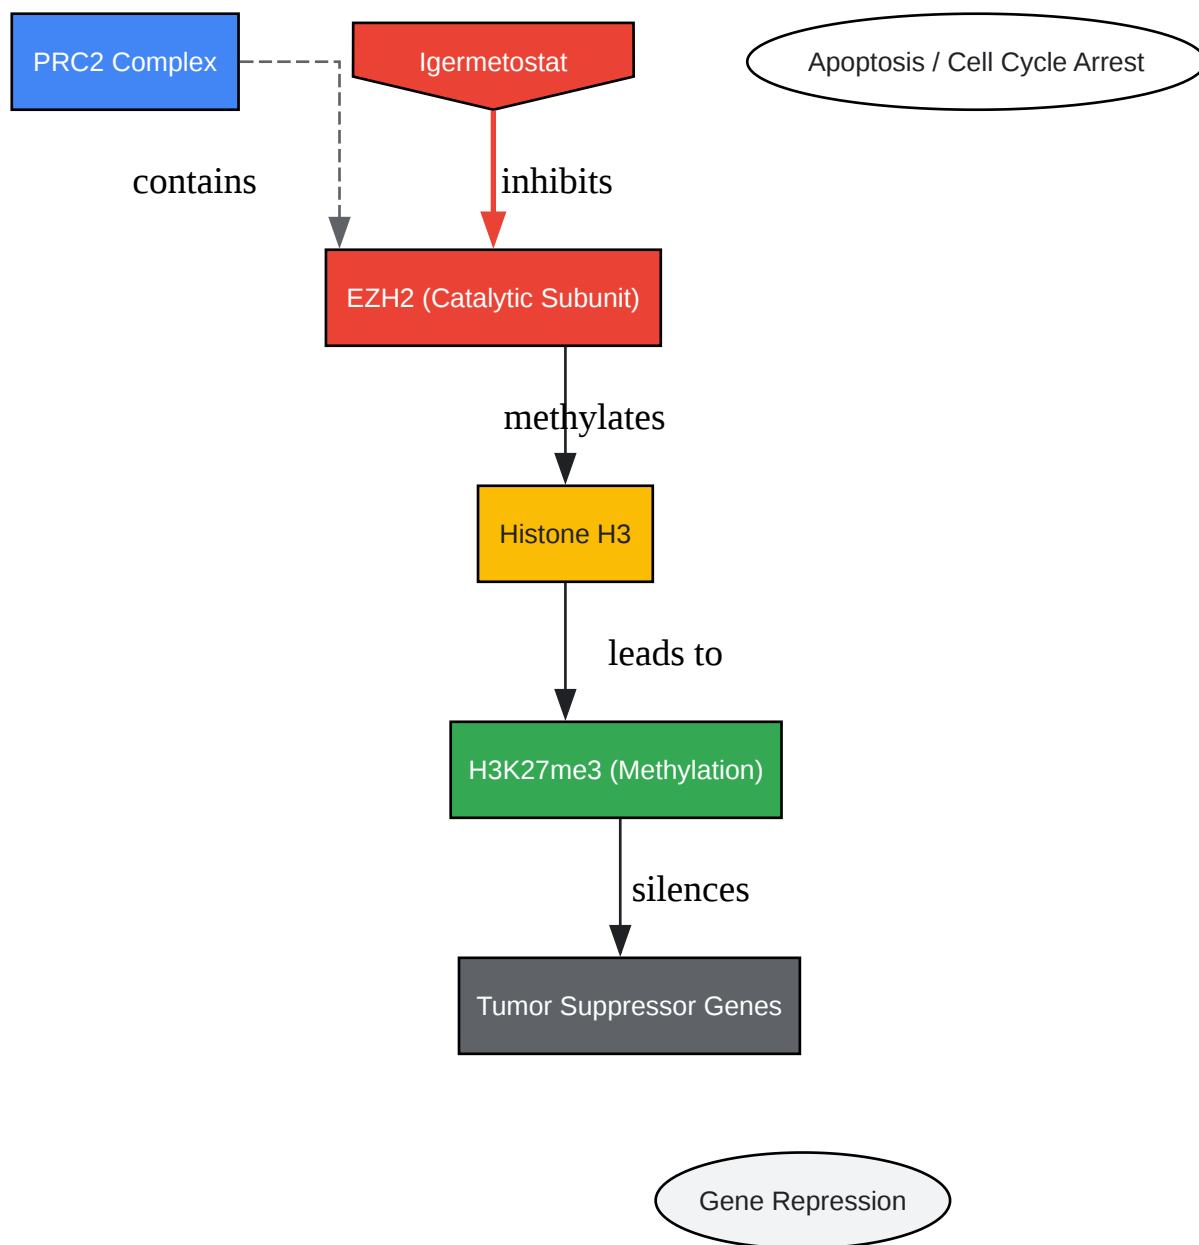 PRC2 Complex
Igermetostat
Apoptosis / Cell Cycle Arrest
contains
inhibits
EZH2 (Catalytic Subunit)
methylates
Histone H3
leads to
H3K27me3 (Methylation)
silences
Tumor Suppressor Genes
Gene Repression